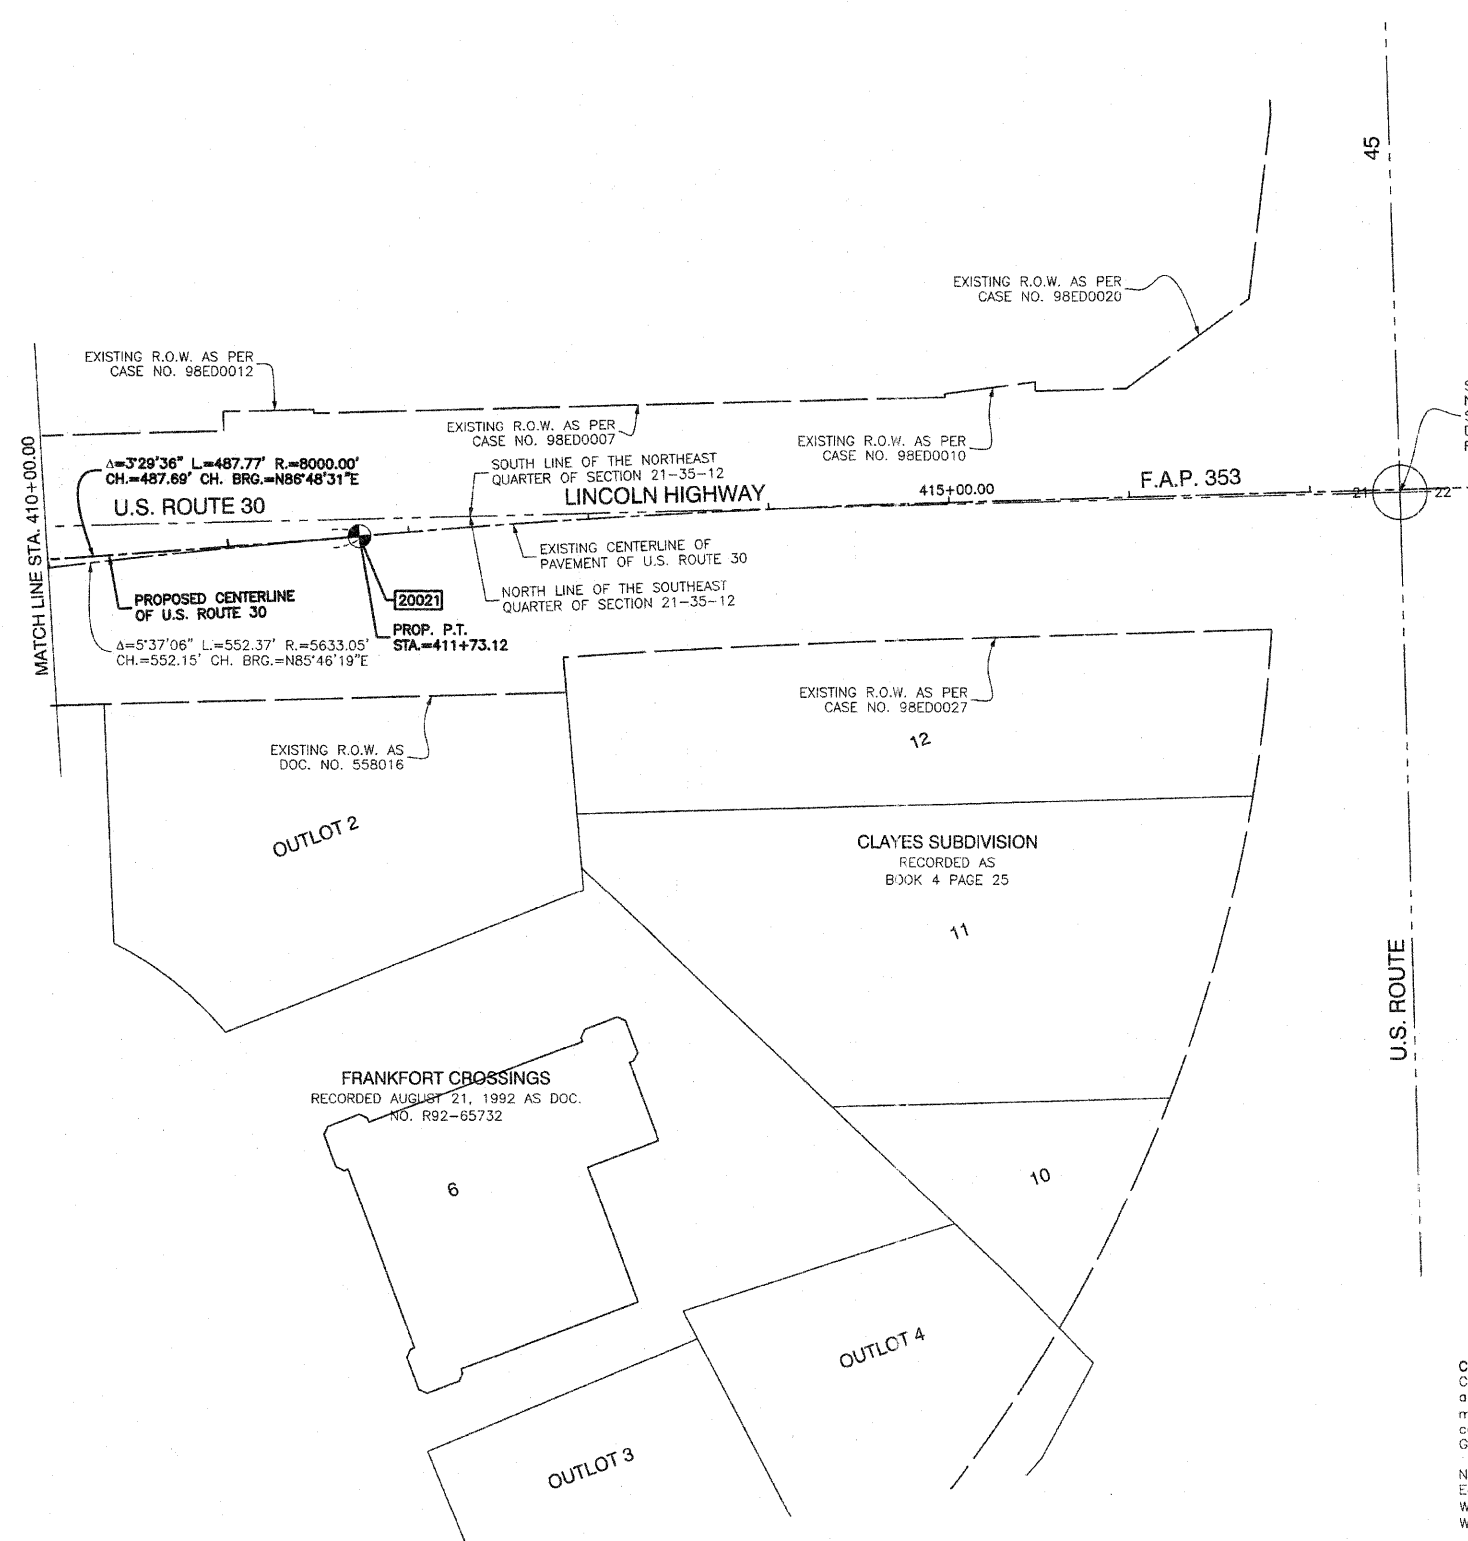 45
EXISTING R.O.W. AS PER
CASE NO. 98ED0020
EXISTING R.O.W. AS PER
CASE NO. 98ED0012
EXISTING R.O.W. AS PER
CASE NO. 98ED0007
EXISTING R.O.W. AS PER
CASE NO. 98ED0010
MATCH LINE STA. 410+00.00
Δ=3°29'36" L.=487.77' R.=8000.00'
CH.=487.69' CH. BRG.=N86°48'31"E
SOUTH LINE OF THE NORTHEAST
QUARTER OF SECTION 21-35-12
U.S. ROUTE 30
LINCOLN HIGHWAY
415+00.00
F.A.P. 353
21
22
EXISTING CENTERLINE OF
PAVEMENT OF U.S. ROUTE 30
PROPOSED CENTERLINE
OF U.S. ROUTE 30
20021
NORTH LINE OF THE SOUTHEAST
QUARTER OF SECTION 21-35-12
PROP. P.T.
STA.=411+73.12
Δ=5°37'06" L.=552.37' R.=5633.05'
CH.=552.15' CH. BRG.=N85°46'19"E
EXISTING R.O.W. AS PER
CASE NO. 98ED0027
EXISTING R.O.W. AS
DOC. NO. 558016
12
OUTLOT 2
CLAYES SUBDIVISION
RECORDED AS
BOOK 4 PAGE 25
11
U.S. ROUTE
FRANKFORT CROSSINGS
RECORDED AUGUST 21, 1992 AS DOC.
NO. R92-65732
6
10
OUTLOT 4
OUTLOT 3